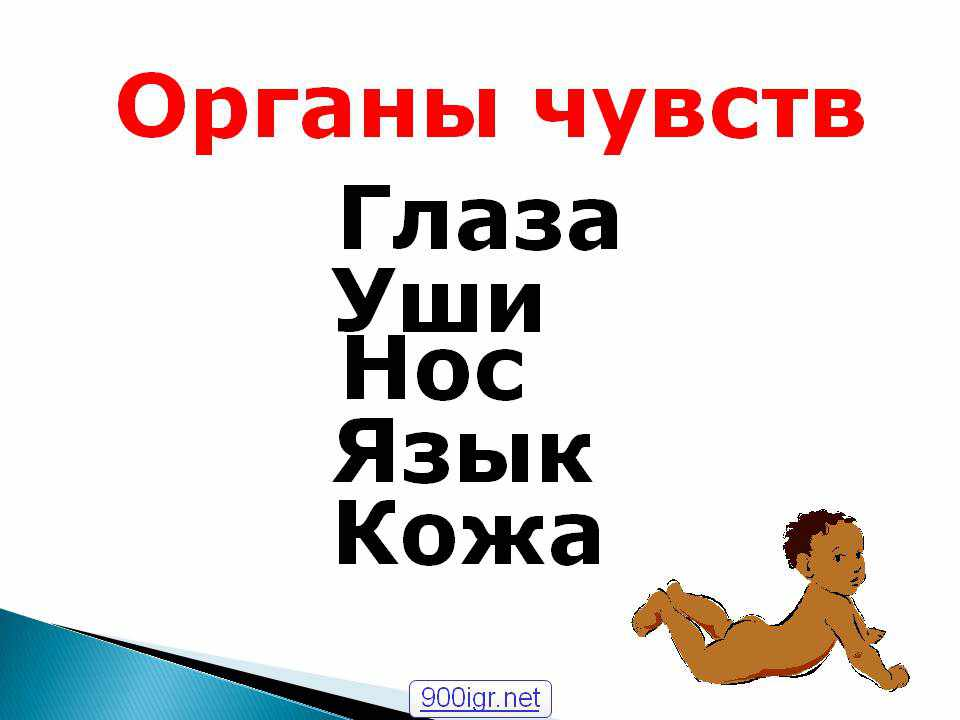 Органы чувств
Глаза
Уши
Нос
Язык
Кожа
900igr.net